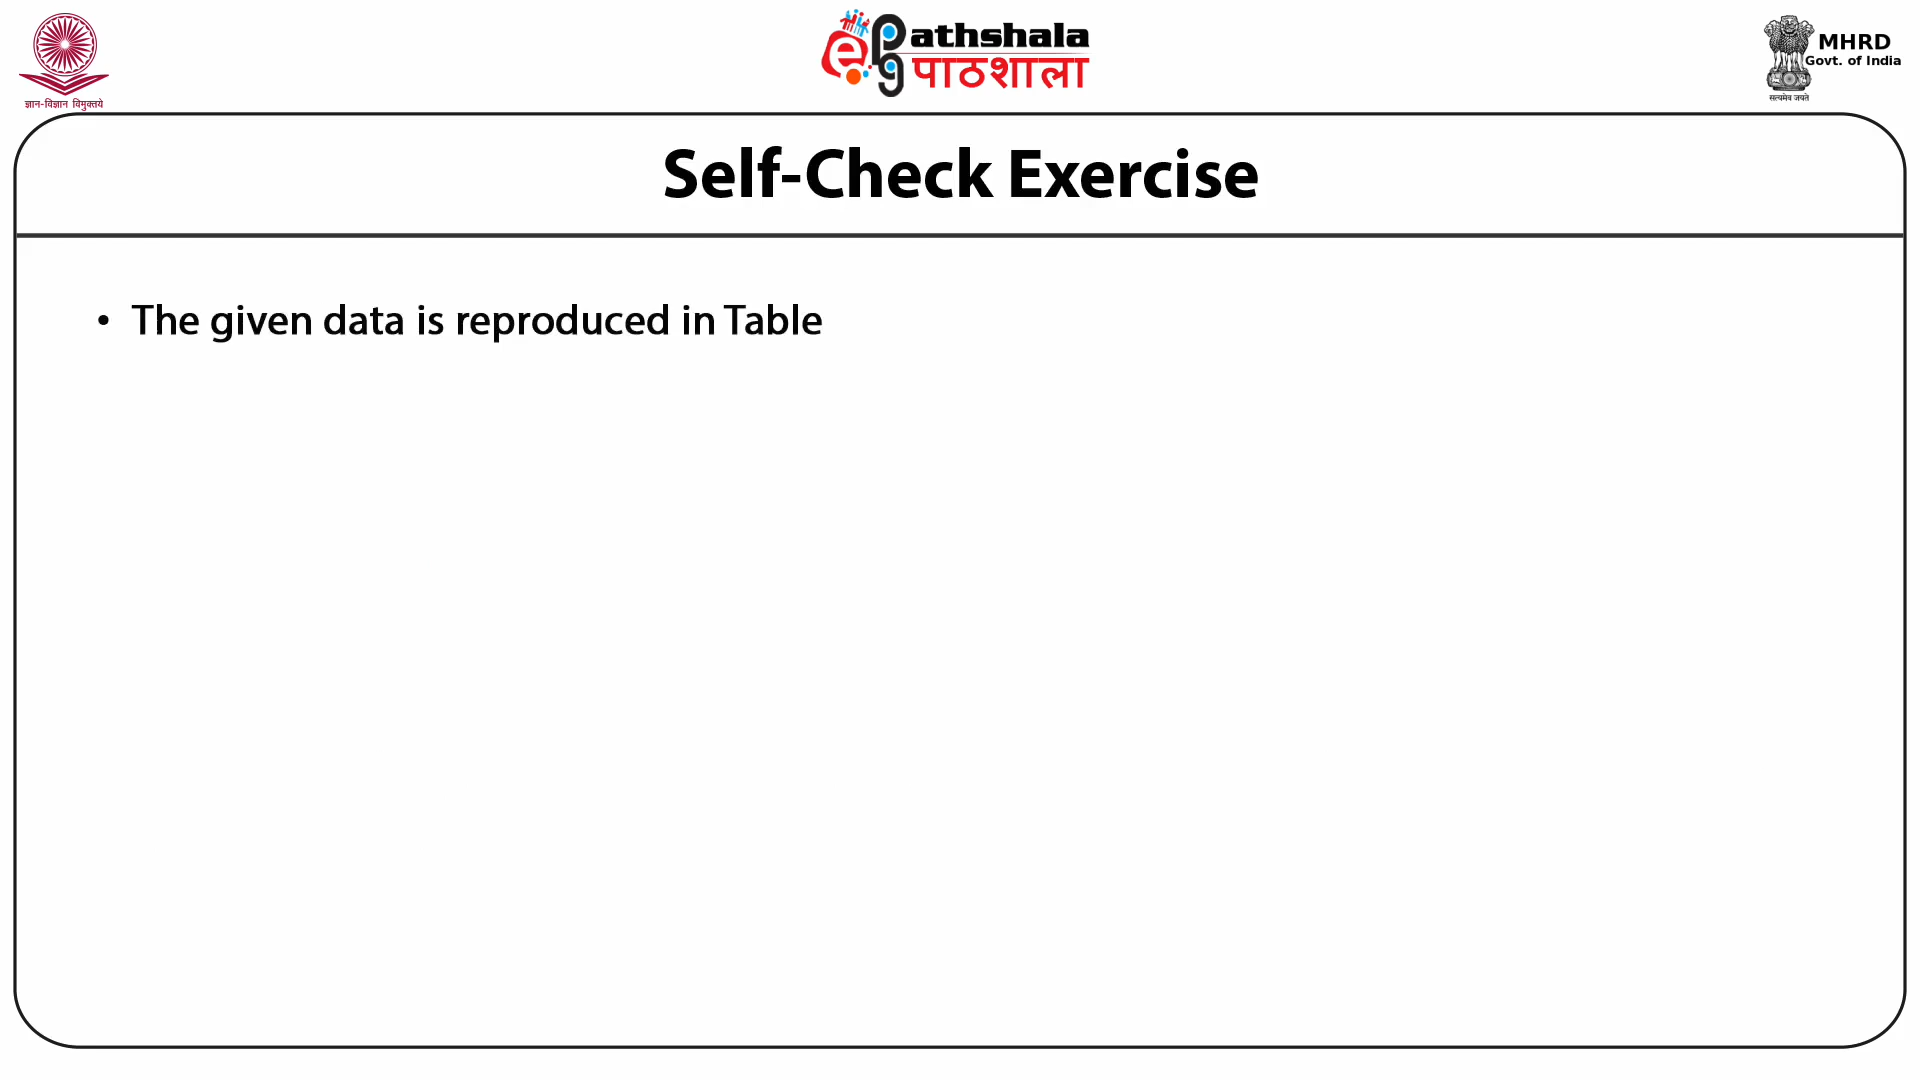 ज्ञान-विज्ञान विमुक्तये
ePathshala
पाठशाला
MHRD
Govt. of India
सत्यमेव जयते
Self-Check Exercise
• The given data is reproduced in Table